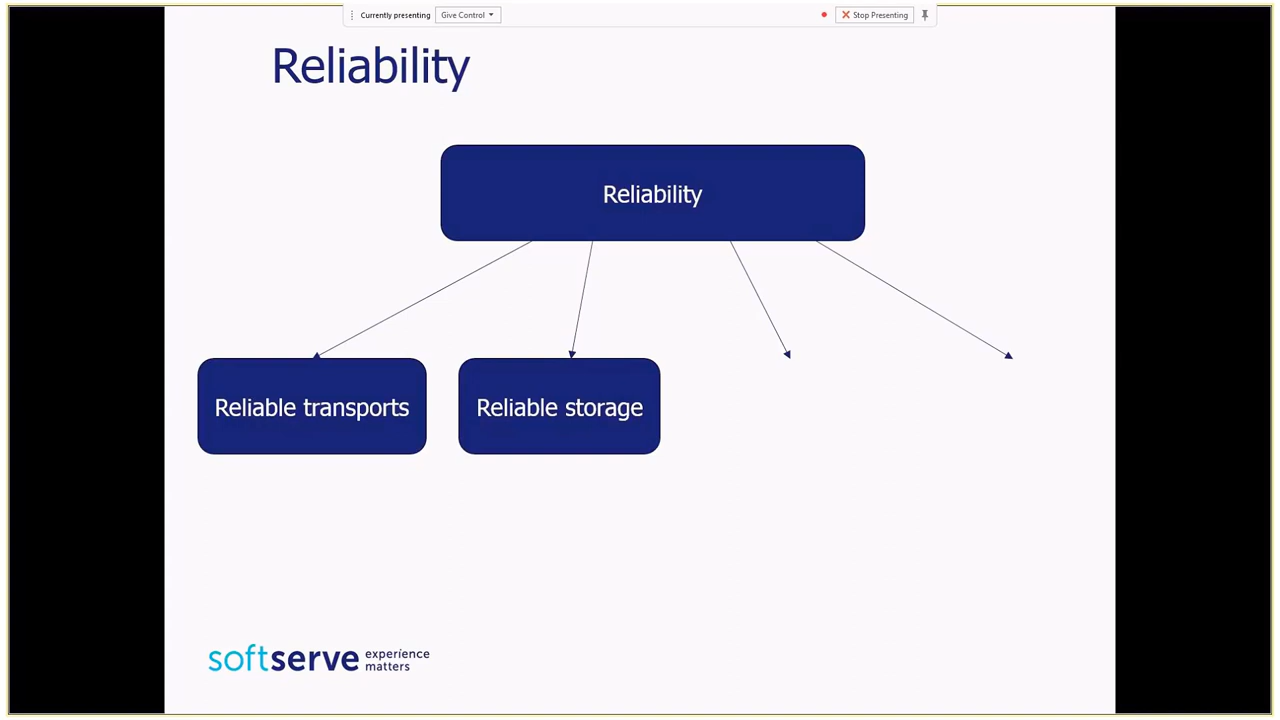 Currently presenting
Give Control
Stop Presenting
Reliability
Reliability
Reliable transports
Reliable storage
softserve
experience
matters